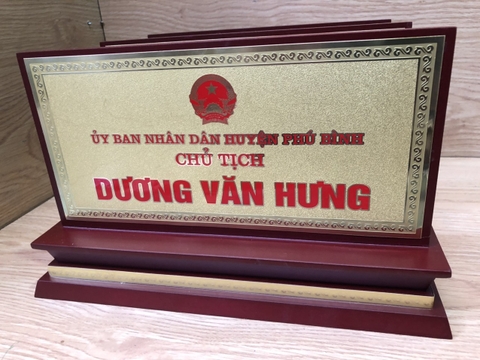 ỦY BAN NHÂN DÂN HUYỆN PHÚ BÌNH
CHỦ TỊCH
DƯƠNG VĂN HƯNG